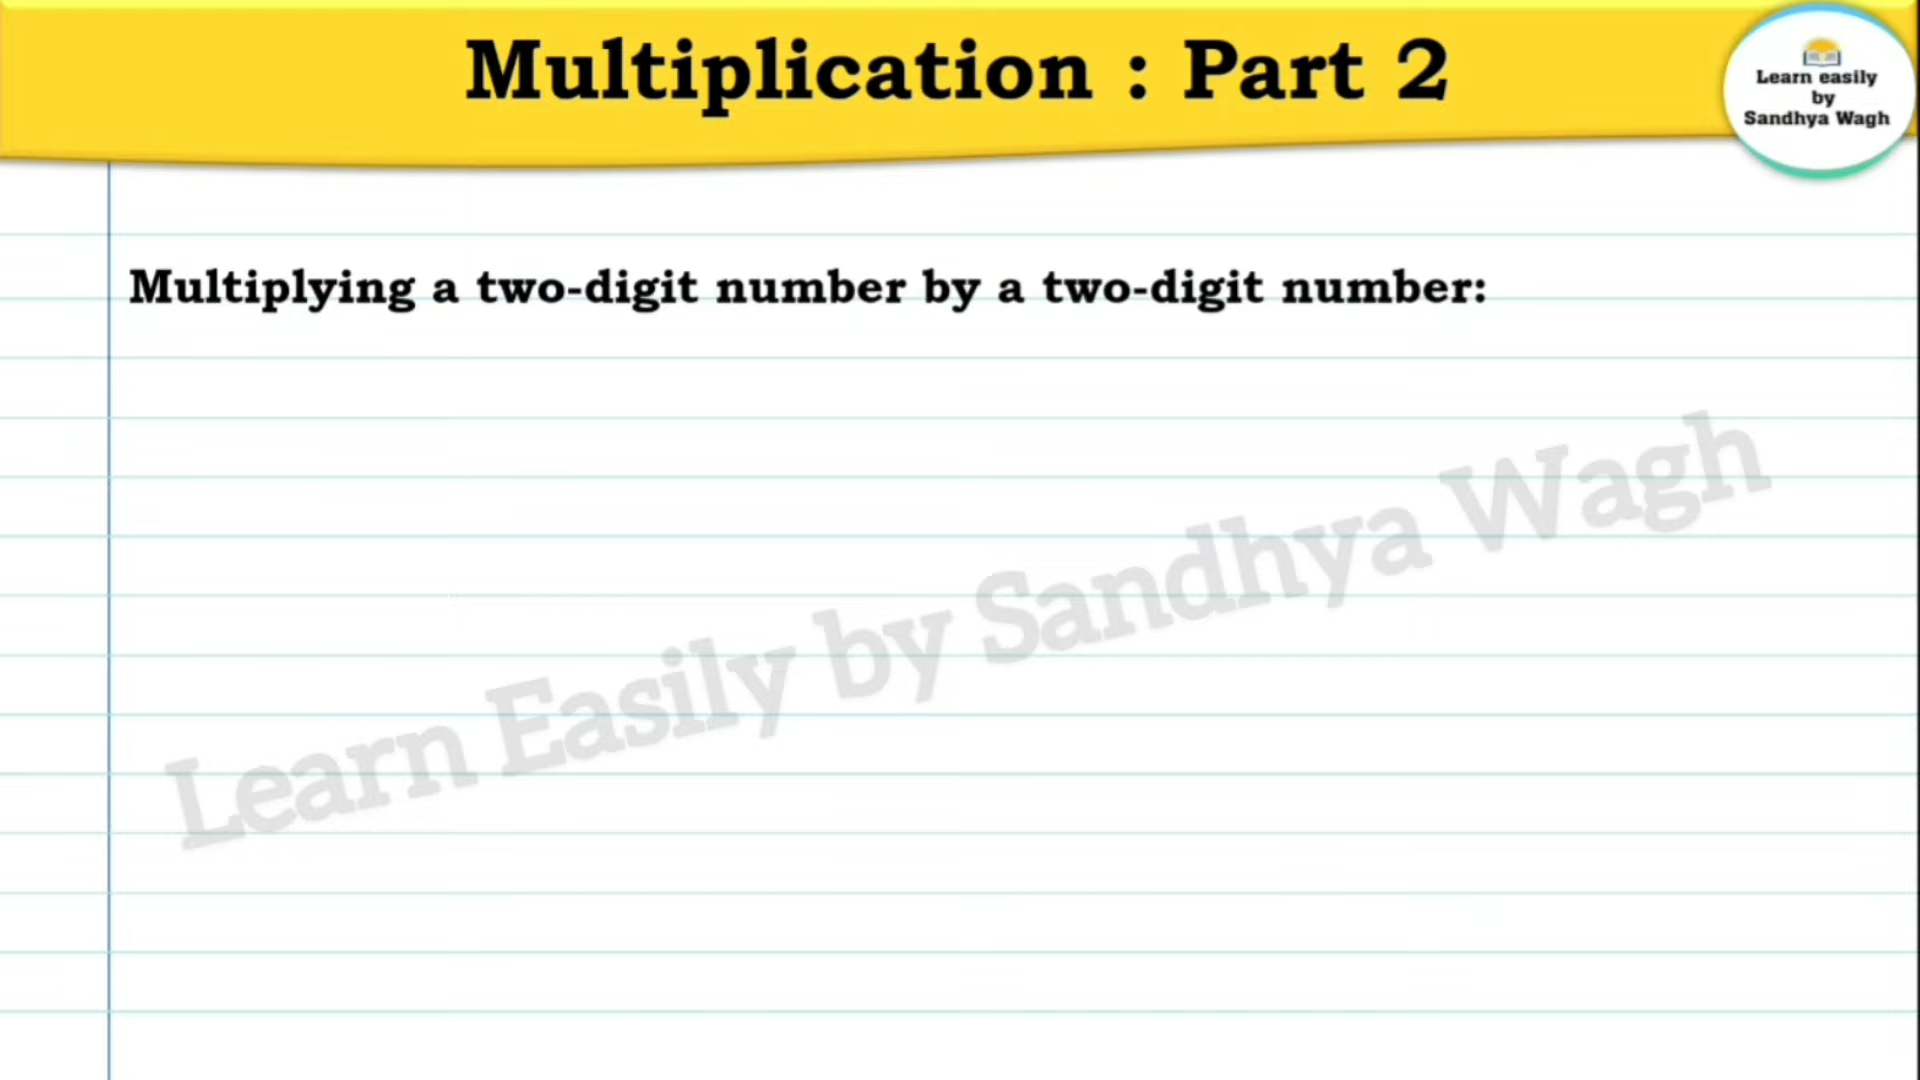 Multiplication : Part 2
Learn easily
by
Sandhya Wagh
Multiplying a two-digit number by a two-digit number:
Learn Easily by Sandhya Wagh